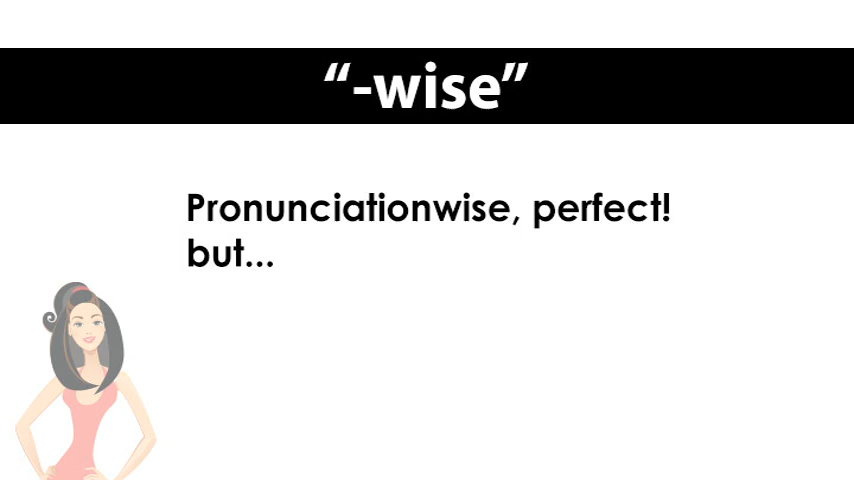 “-wise”
Pronunciationwise, perfect!
but...